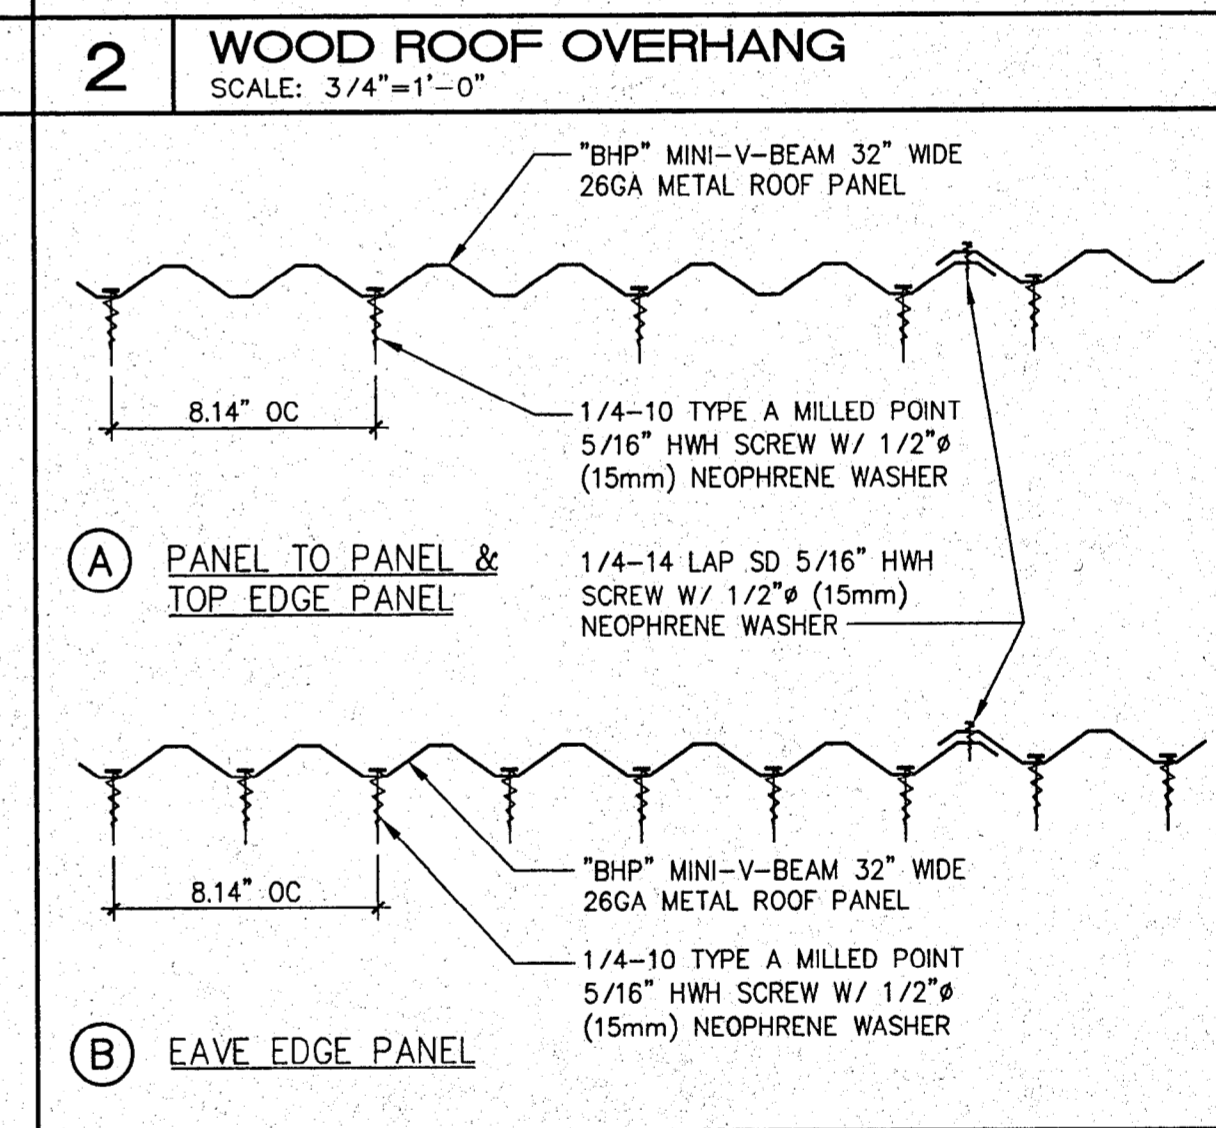 2
WOOD ROOF OVERHANG
SCALE: 3/4"=1'-0"
"BHP" MINI-V-BEAM 32" WIDE
26GA METAL ROOF PANEL
8.14" OC
1/4-10 TYPE A MILLED POINT
5/16" HWH SCREW W/ 1/2"ø
(15mm) NEOPHRENE WASHER
A
PANEL TO PANEL &
TOP EDGE PANEL
1/4-14 LAP SD 5/16" HWH
SCREW W/ 1/2"ø (15mm)
NEOPHRENE WASHER
"BHP" MINI-V-BEAM 32" WIDE
26GA METAL ROOF PANEL
8.14" OC
1/4-10 TYPE A MILLED POINT
5/16" HWH SCREW W/ 1/2"ø
(15mm) NEOPHRENE WASHER
B
EAVE EDGE PANEL